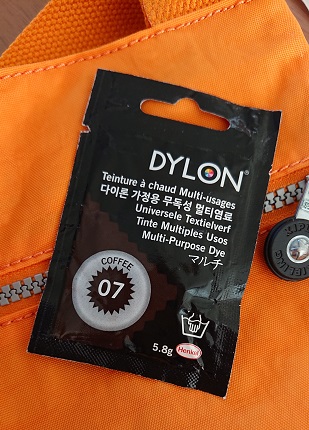 DYLON
Teinture à chaud Multi-usages
다이론 가정용 무독성 멀티염료
Universele Textielverf
Tinte Multiples Usos
Multi-Purpose Dye
マルチ
COFFEE
07
5.8g
Henkel